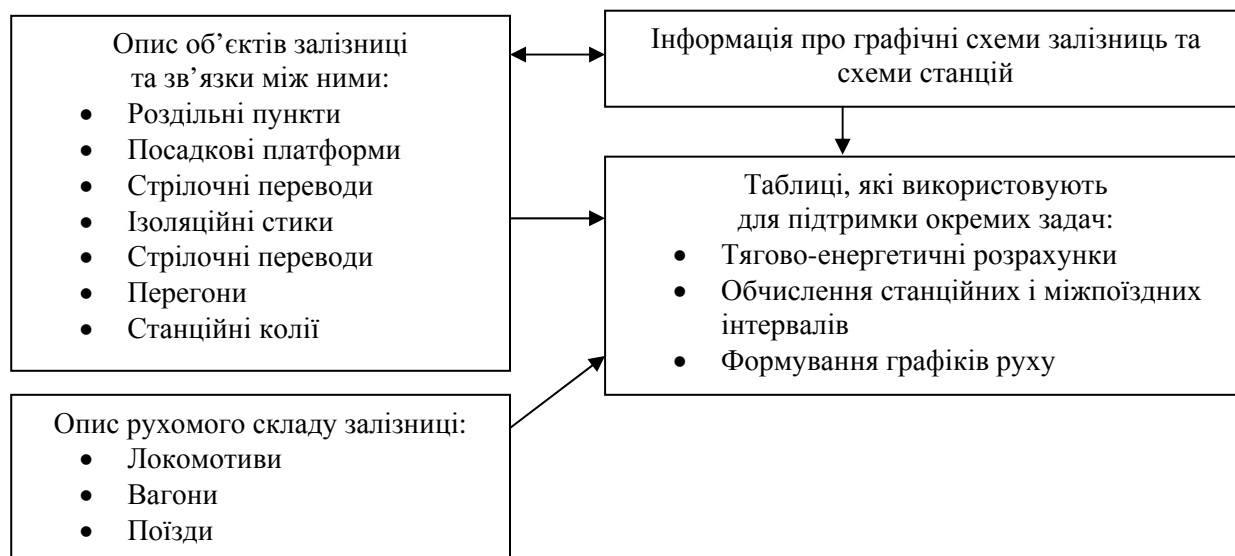 Опис об’єктів залізниці
та зв’язки між ними:
• Роздільні пункти
• Посадкові платформи
• Стрілочні переводи
• Ізоляційні стики
• Стрілочні переводи
• Перегони
• Станційні колії
Інформація про графічні схеми залізниць та
схеми станцій
Таблиці, які використовують
для підтримки окремих задач:
• Тягово-енергетичні розрахунки
• Обчислення станційних і міжпоїздних
інтервалів
• Формування графіків руху
Опис рухомого складу залізниці:
• Локомотиви
• Вагони
• Поїзди